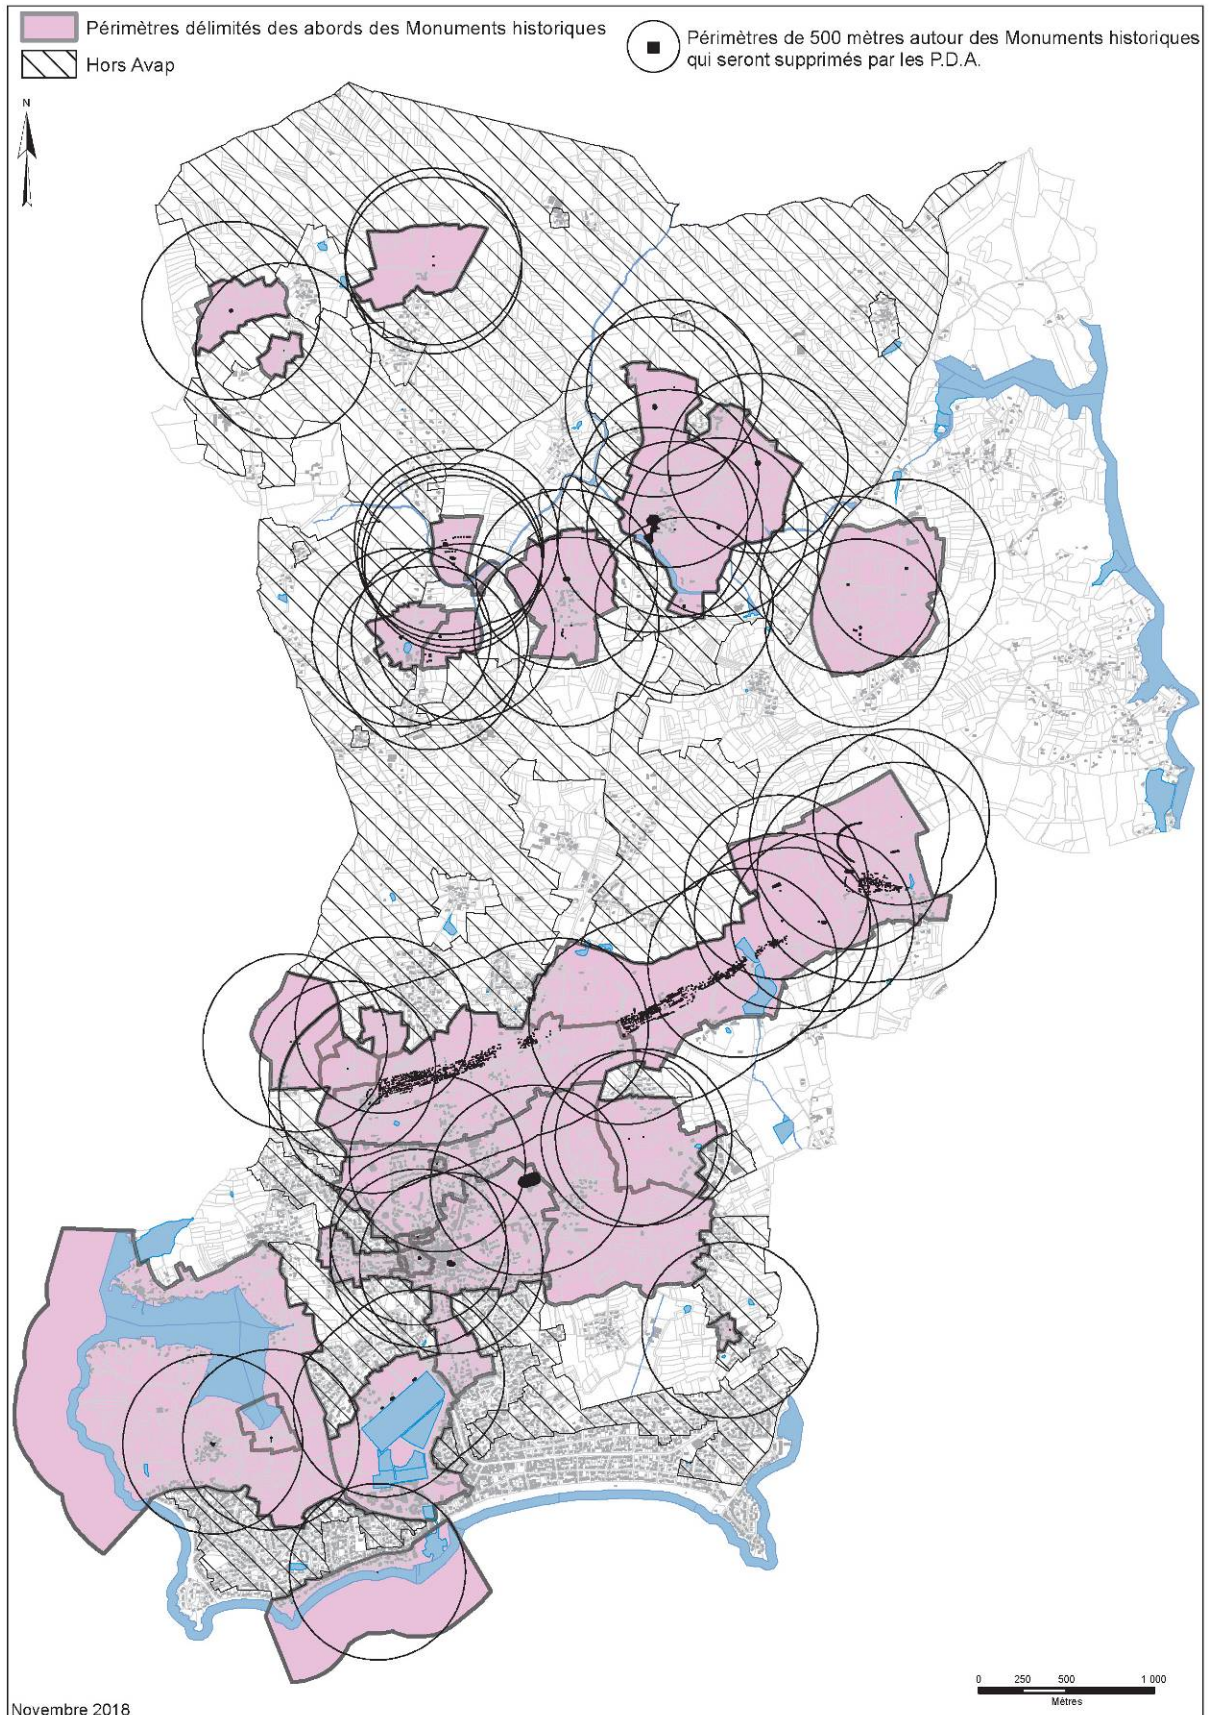 Périmètres délimités des abords des Monuments historiques
Hors Avap
Périmètres de 500 mètres autour des Monuments historiques
qui seront supprimés par les P.D.A.
N
0 250 500 1 000
Mètres
Novembre 2018